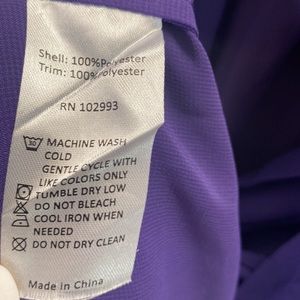 Shell: 100%Polyester
Trim: 100%Polyester
RN 102993
30 MACHINE WASH
COLD
GENTLE CYCLE WITH
LIKE COLORS ONLY
TUMBLE DRY LOW
DO NOT BLEACH
COOL IRON WHEN
NEEDED
DO NOT DRY CLEAN
Made in China